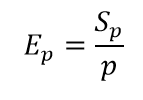 E_p = S_p / p